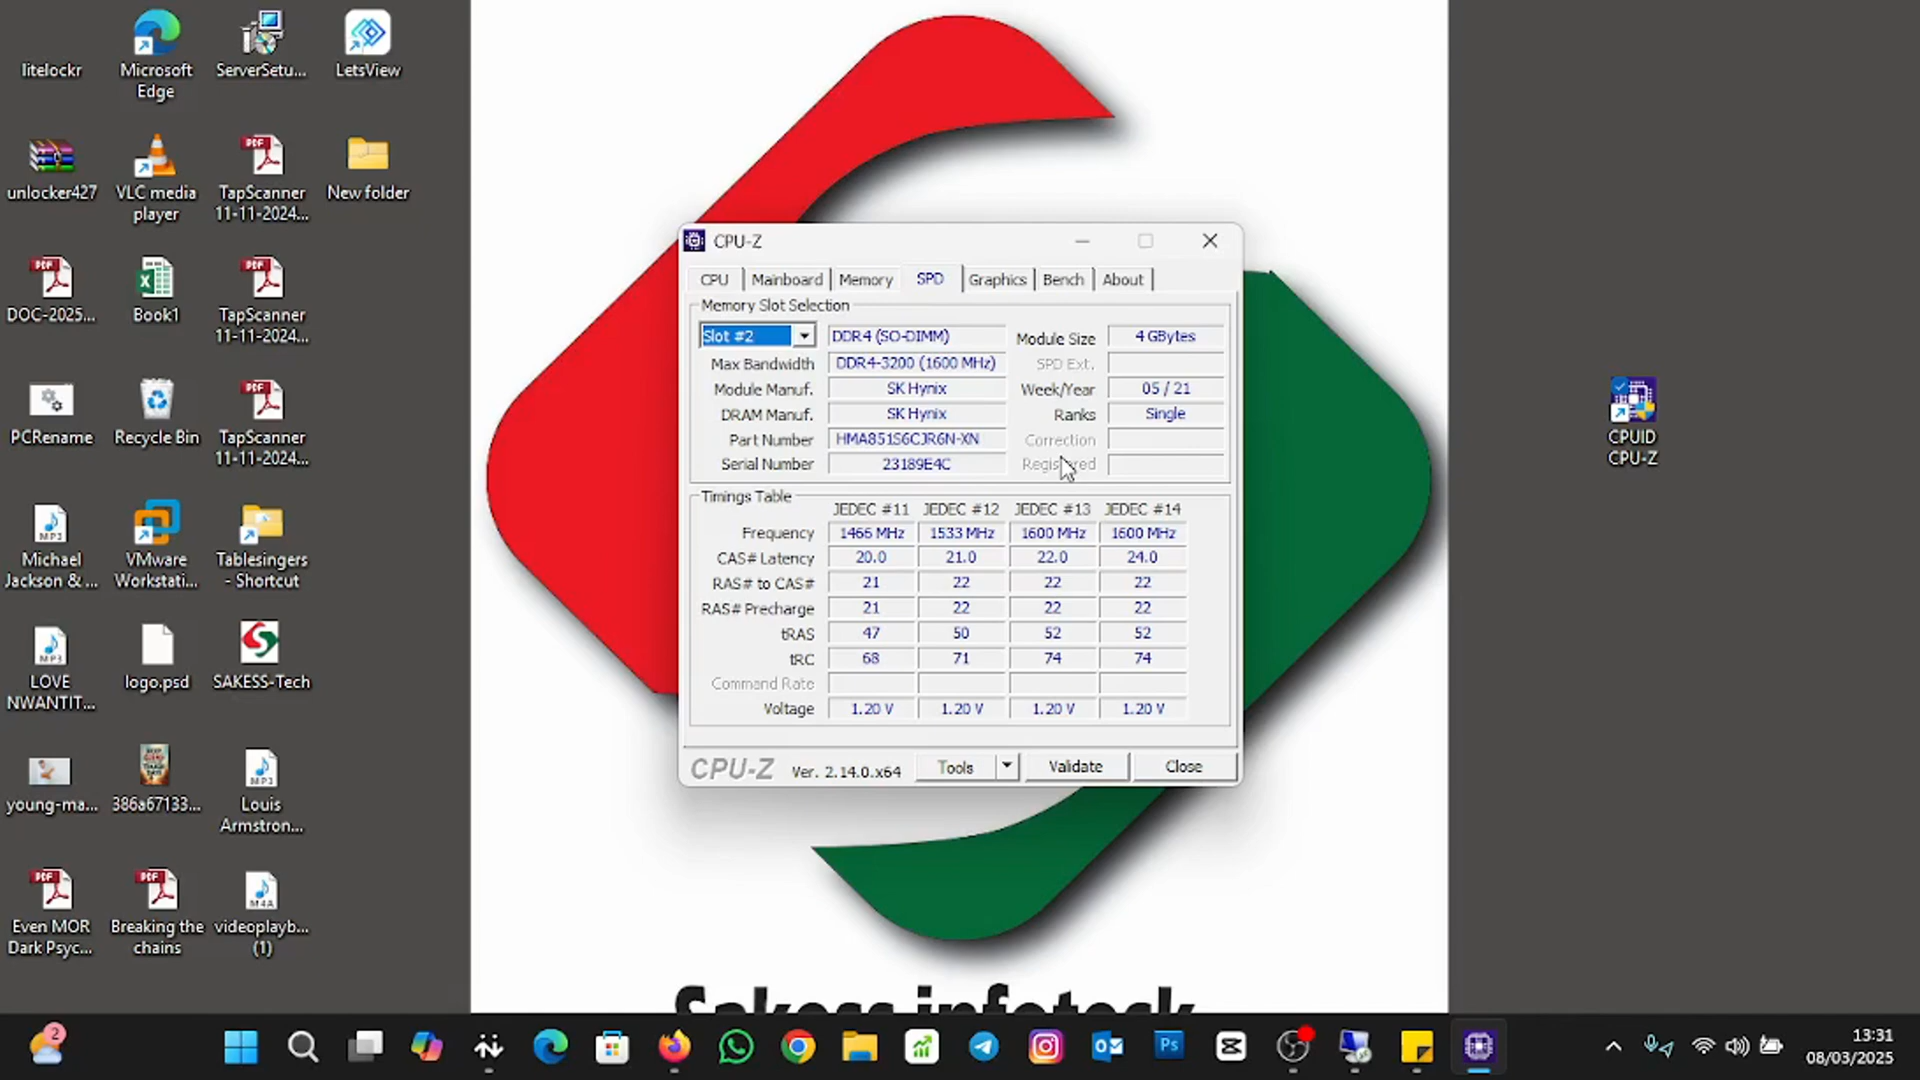 litelockr
Microsoft
Edge
ServerSetu...
LetsView
unlocker427
VLC media
player
TapScanner
11-11-2024...
New folder
DOC-2025...
Book1
TapScanner
11-11-2024...
PCRename
Recycle Bin
TapScanner
11-11-2024...
Michael
Jackson & ...
VMware
Workstati...
Tablesingers
- Shortcut
LOVE
NWANTIT...
logo.psd
SAKESS-Tech
young-ma...
386a67133...
Louis
Armstron...
Even MOR
Dark Psyc...
Breaking the
chains
videoplayb...
(1)
CPU-Z
CPU Mainboard Memory SPD Graphics Bench About
Memory Slot Selection
Slot #2 DDR4 (SO-DIMM) Module Size 4 GBytes
Max Bandwidth DDR4-3200 (1600 MHz) SPD Ext.
Module Manuf. SK Hynix Week/Year 05 / 21
DRAM Manuf. SK Hynix Ranks Single
Part Number HMA851S6CJR6N-XN Correction
Serial Number 23189E4C Registered
Timings Table
JEDEC #11 JEDEC #12 JEDEC #13 JEDEC #14
Frequency 1466 MHz 1533 MHz 1600 MHz 1600 MHz
CAS# Latency 20.0 21.0 22.0 24.0
RAS# to CAS# 21 22 22 22
RAS# Precharge 21 22 22 22
tRAS 47 50 52 52
tRC 68 71 74 74
Command Rate
Voltage 1.20 V 1.20 V 1.20 V 1.20 V
CPU-Z Ver. 2.14.0.x64 Tools Validate Close
CPUID
CPU-Z
Sakess infotech
2
13:31
08/03/2025